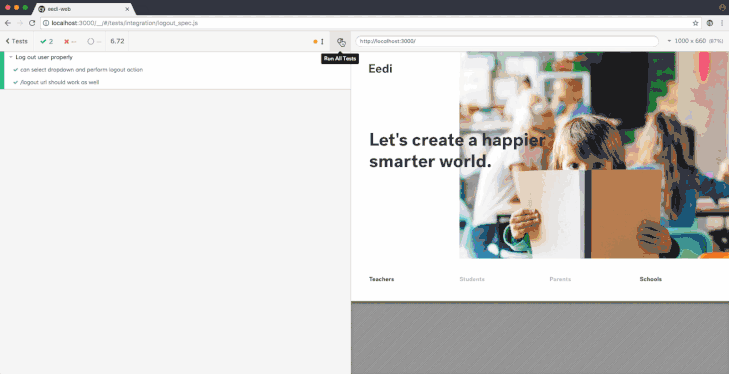 eedi-web
localhost:3000/__/#/tests/integration/logout_spec.js
Tests
2
--
--
6.72
Run All Tests
http://localhost:3000/
1000 x 660 (87%)
Log out user properly
can select dropdown and perform logout action
/logout url should work as well
Eedi
Let's create a happier
smarter world.
Teachers
Students
Parents
Schools